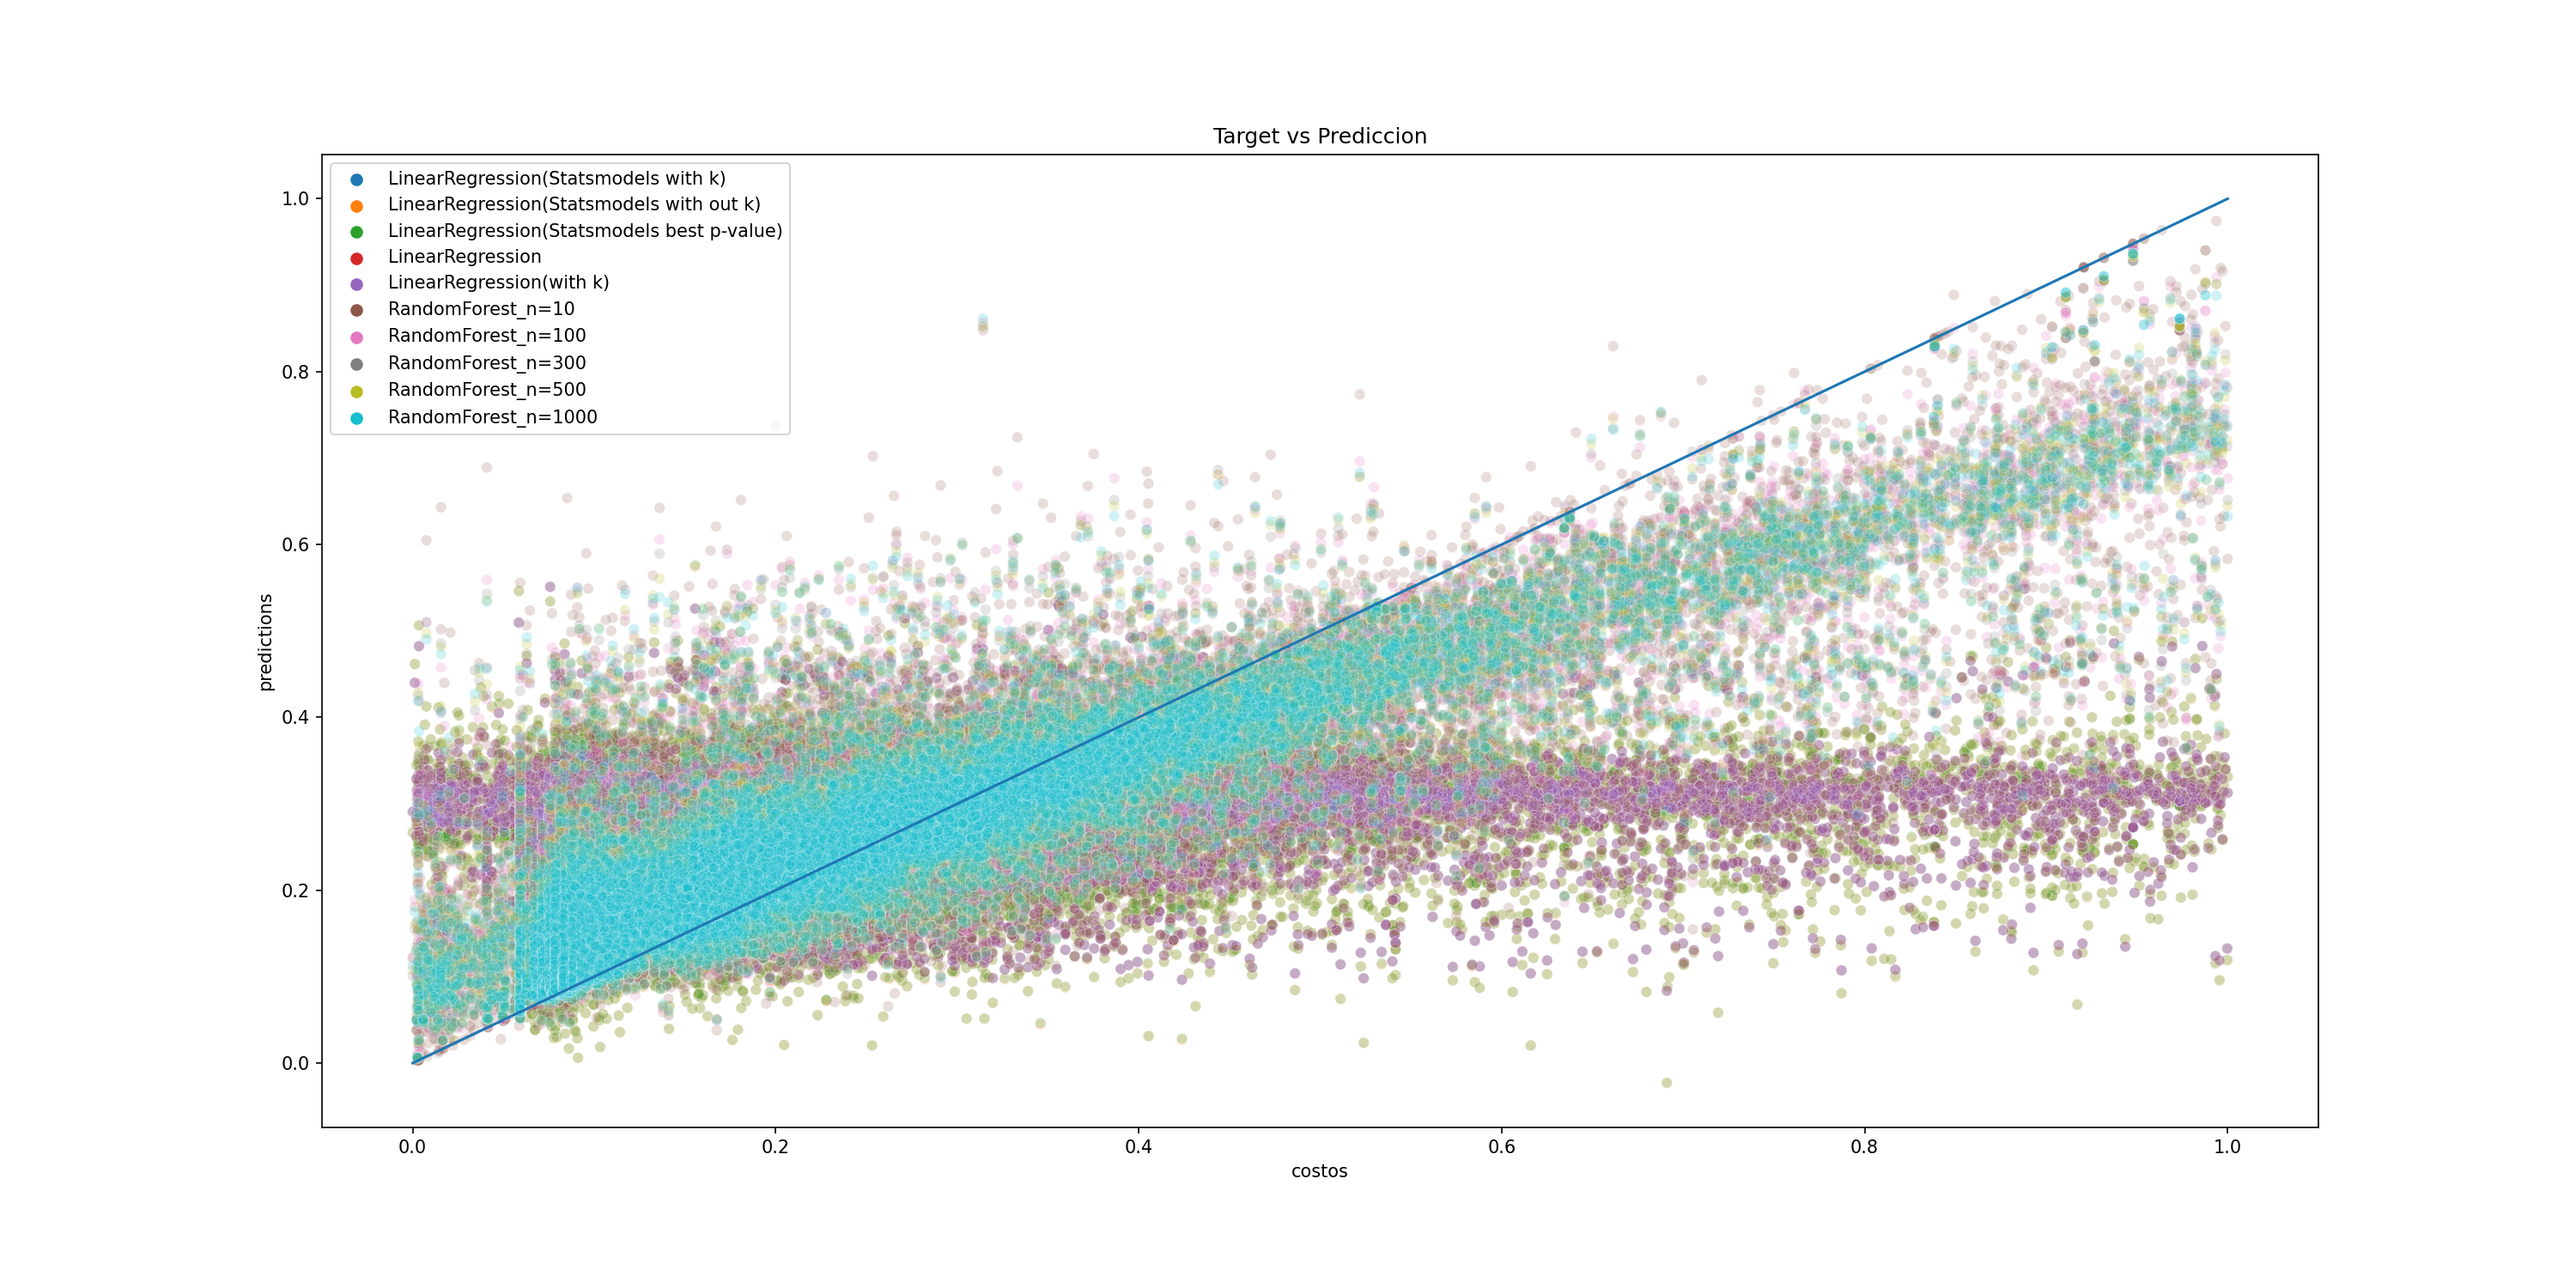 Target vs Prediccion
LinearRegression(Statsmodels with k)
LinearRegression(Statsmodels with out k)
LinearRegression(Statsmodels best p-value)
LinearRegression
LinearRegression(with k)
RandomForest_n=10
RandomForest_n=100
RandomForest_n=300
RandomForest_n=500
RandomForest_n=1000
1.0
0.8
0.6
0.4
0.2
0.0
predictions
0.0 0.2 0.4 0.6 0.8 1.0
costos